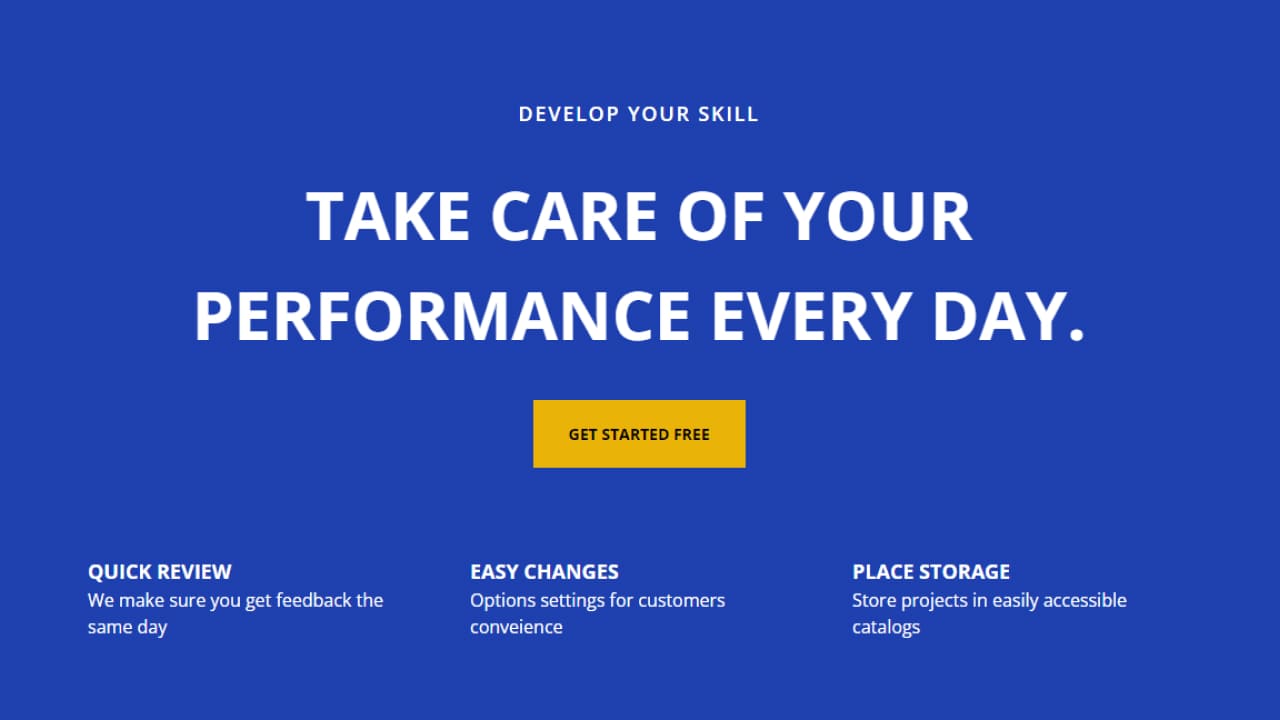 DEVELOP YOUR SKILL
TAKE CARE OF YOUR
PERFORMANCE EVERY DAY.
GET STARTED FREE
QUICK REVIEW
We make sure you get feedback the
same day
EASY CHANGES
Options settings for customers
conveience
PLACE STORAGE
Store projects in easily accessible
catalogs